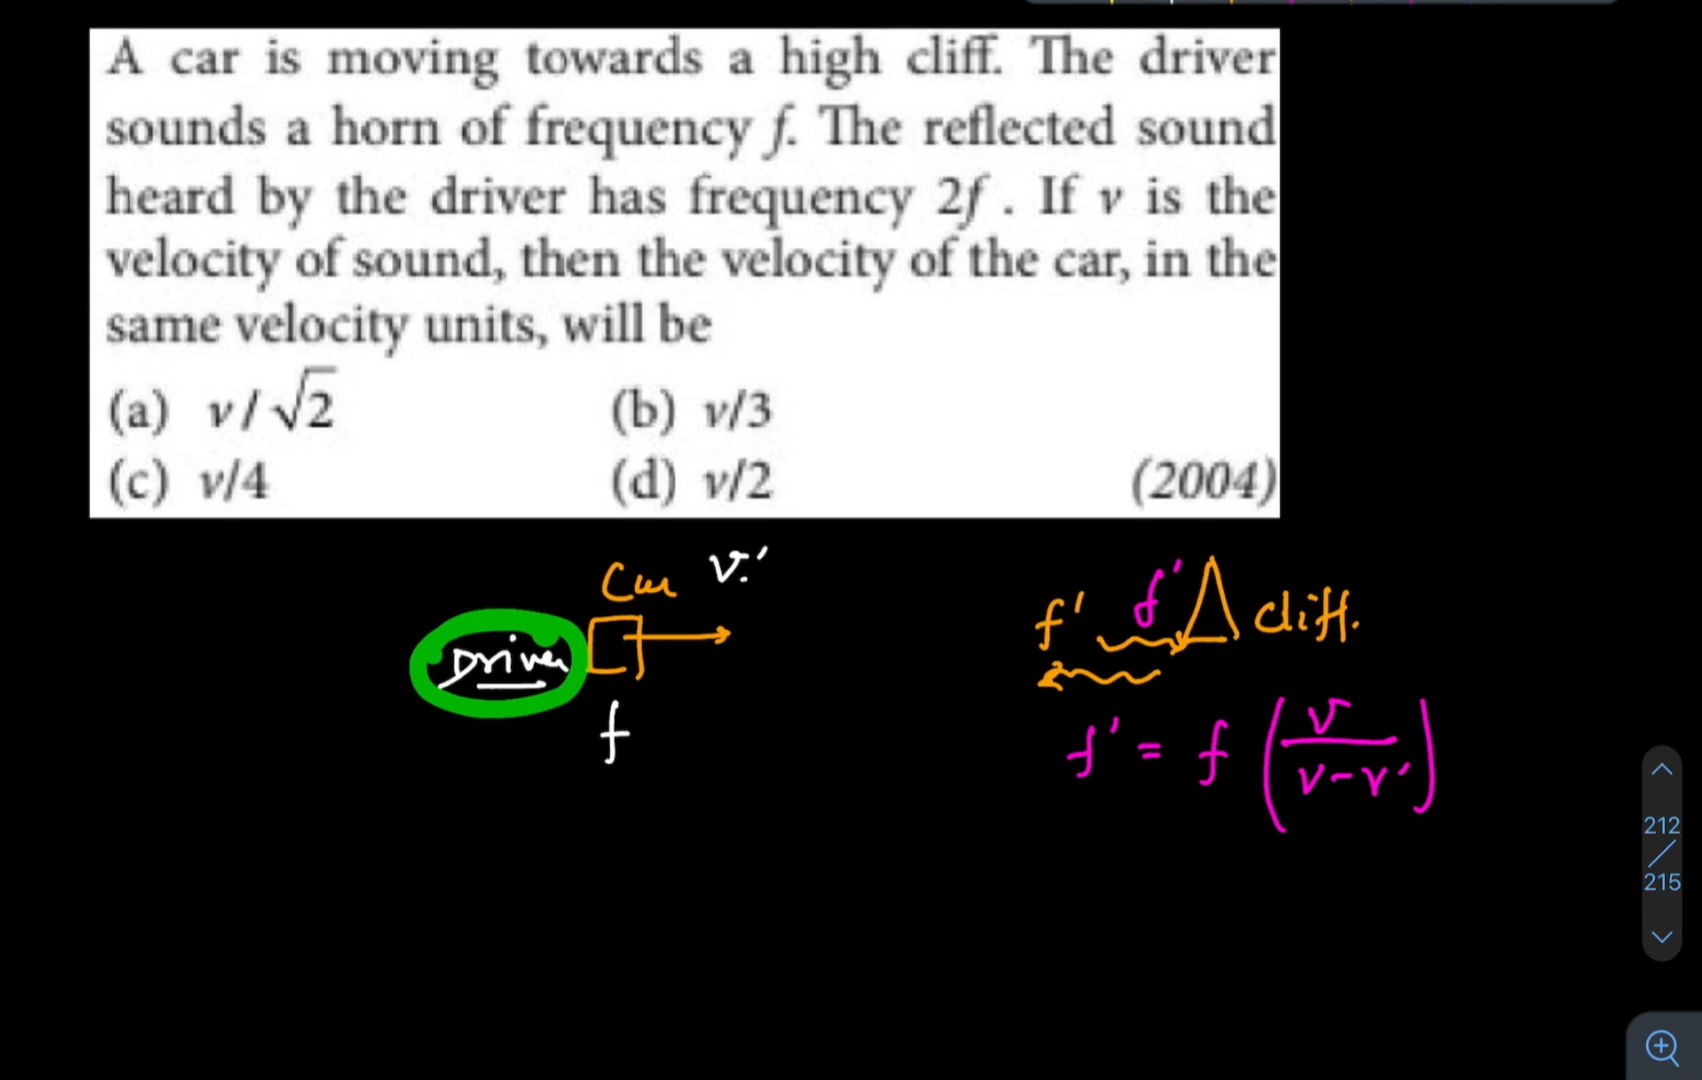 A car is moving towards a high cliff. The driver
sounds a horn of frequency f. The reflected sound
heard by the driver has frequency 2f . If v is the
velocity of sound, then the velocity of the car, in the
same velocity units, will be
(a) v/√2 (b) v/3
(c) v/4 (d) v/2 (2004)
Car v'
Driver
f
f' f' cliff.
f' = f (v/v-v')
212
/
215